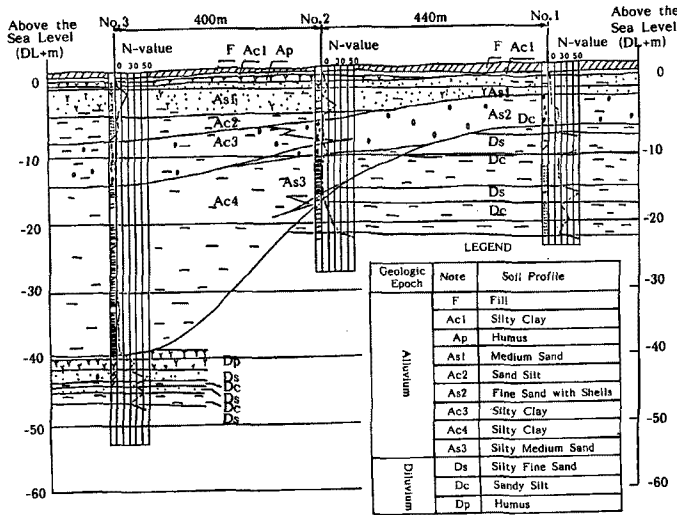 Above the
Sea Level
(DL+m)
No.3
400m
No.2
440m
No.1
Above the
Sea Level
(DL+m)
N-value
0 30 50
F Ac1 Ap
N-value
0 30 50
F Ac1
N-value
0 30 50
0
-10
-20
-30
-40
-50
-60
As1
Ac2
Ac3
As3
Ac4
As1
As2
Dc
Ds
Dc
Ds
Dc
Dp
Ds
Dc
Ds
Dc
Ds
0
-10
-20
-30
-40
-50
-60
LEGEND
Geologic Epoch Note Soil Profile
Alluvium
F Fill
Ac1 Silty Clay
Ap Humus
As1 Medium Sand
Ac2 Sand Silt
As2 Fine Sand with Shells
Ac3 Silty Clay
Ac4 Silty Clay
As3 Silty Medium Sand
Diluvium
Ds Silty Fine Sand
Dc Sandy Silt
Dp Humus